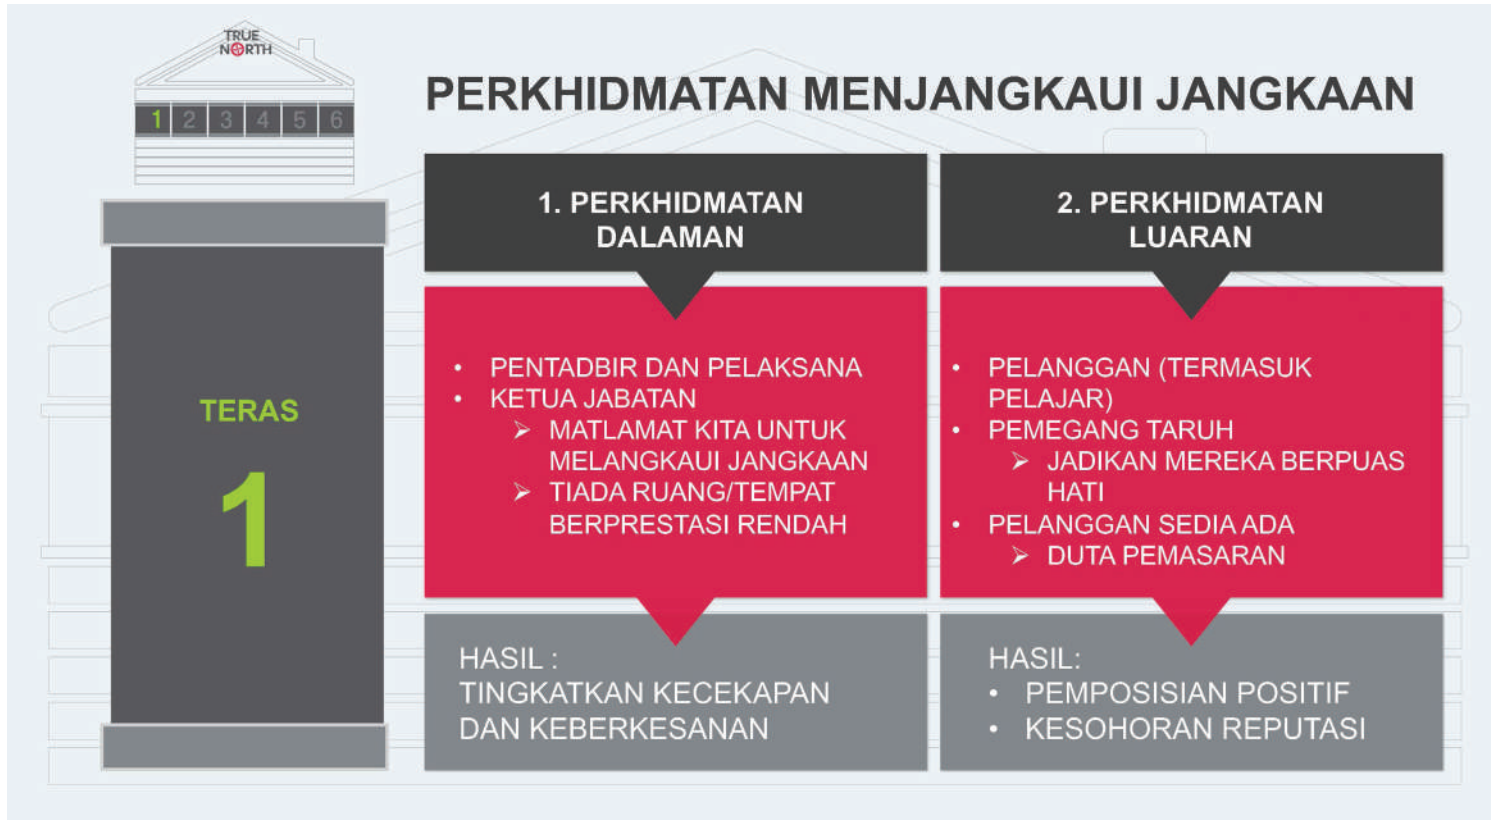 TRUE
NORTH
1 2 3 4 5 6
PERKHIDMATAN MENJANGKAUI JANGKAAN
TERAS
1
1. PERKHIDMATAN
DALAMAN
• PENTADBIR DAN PELAKSANA
• KETUA JABATAN
➢ MATLAMAT KITA UNTUK
MELANGKAUI JANGKAAN
➢ TIADA RUANG/TEMPAT
BERPRESTASI RENDAH
HASIL :
TINGKATKAN KECEKAPAN
DAN KEBERKESANAN
2. PERKHIDMATAN
LUARAN
• PELANGGAN (TERMASUK
PELAJAR)
• PEMEGANG TARUH
➢ JADIKAN MEREKA BERPUAS
HATI
• PELANGGAN SEDIA ADA
➢ DUTA PEMASARAN
HASIL:
• PEMPOSISIAN POSITIF
• KESOHORAN REPUTASI